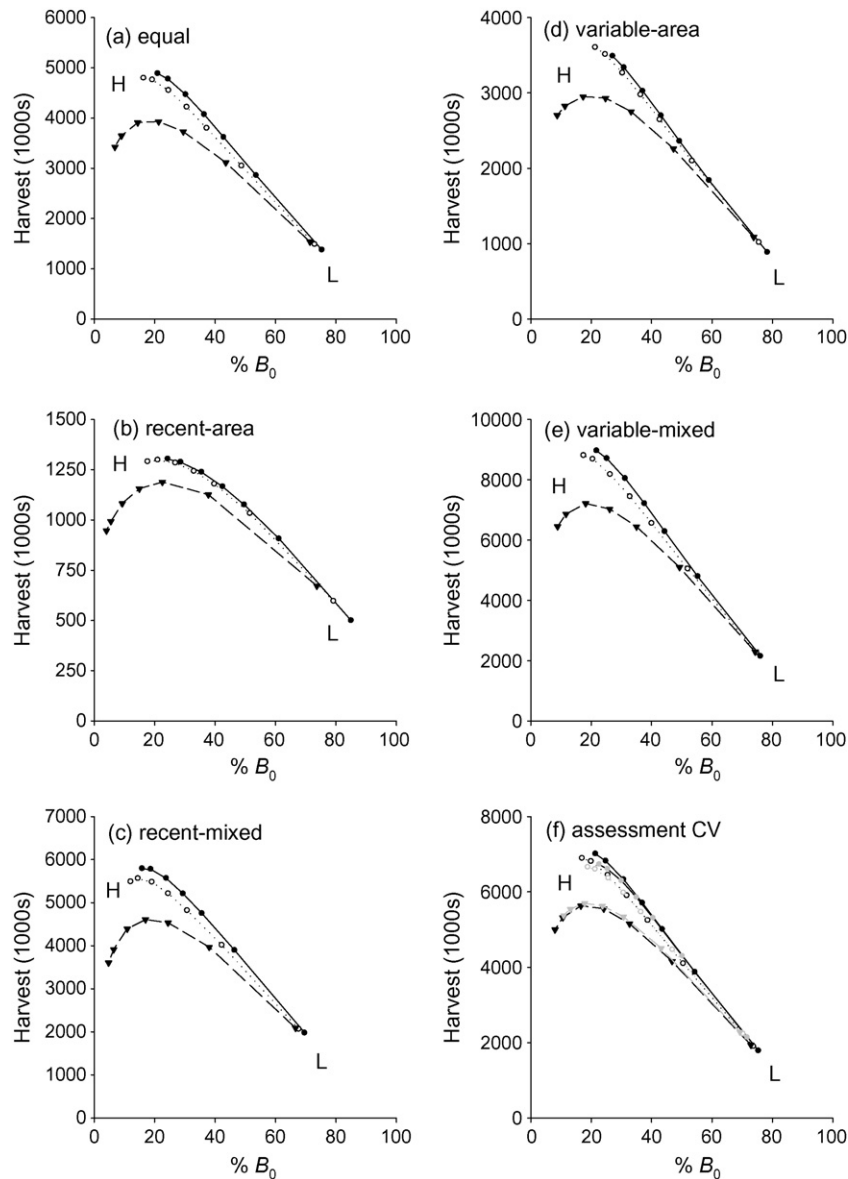 (a) equal
Harvest (1000s)
6000
5000
4000
3000
2000
1000
0
H
L
0 20 40 60 80 100
% B₀
(d) variable-area
Harvest (1000s)
4000
3000
2000
1000
0
H
L
0 20 40 60 80 100
% B₀
(b) recent-area
Harvest (1000s)
1500
1250
1000
750
500
250
0
H
L
0 20 40 60 80 100
% B₀
(e) variable-mixed
Harvest (1000s)
10000
8000
6000
4000
2000
0
H
L
0 20 40 60 80 100
% B₀
(c) recent-mixed
Harvest (1000s)
7000
6000
5000
4000
3000
2000
1000
0
H
L
0 20 40 60 80 100
% B₀
(f) assessment CV
Harvest (1000s)
8000
6000
4000
2000
0
H
L
0 20 40 60 80 100
% B₀